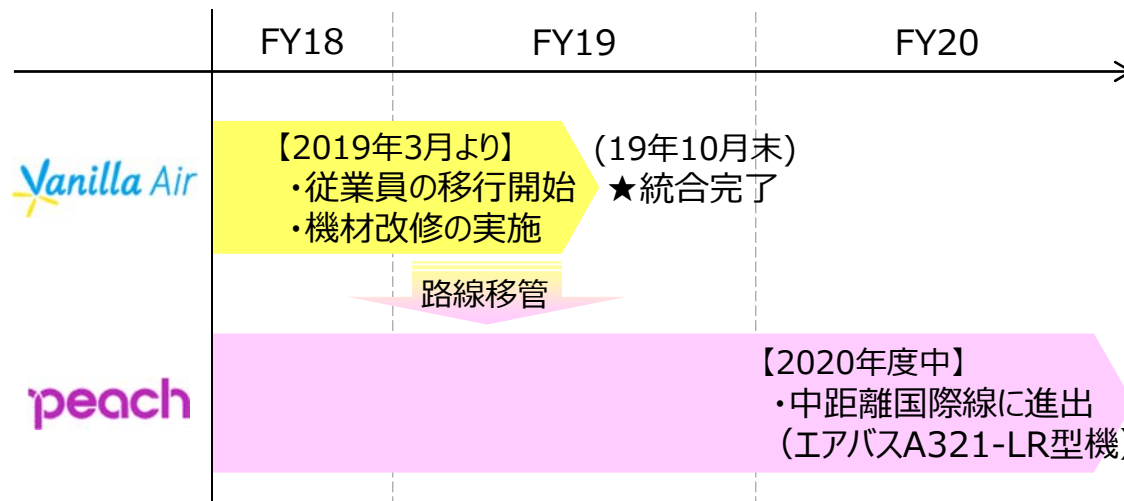 FY18 FY19 FY20
Vanilla Air
【2019年3月より】
・従業員の移行開始
・機材改修の実施
(19年10月末)
★統合完了
路線移管
peach
【2020年度中】
・中距離国際線に進出
（エアバスA321-LR型機）